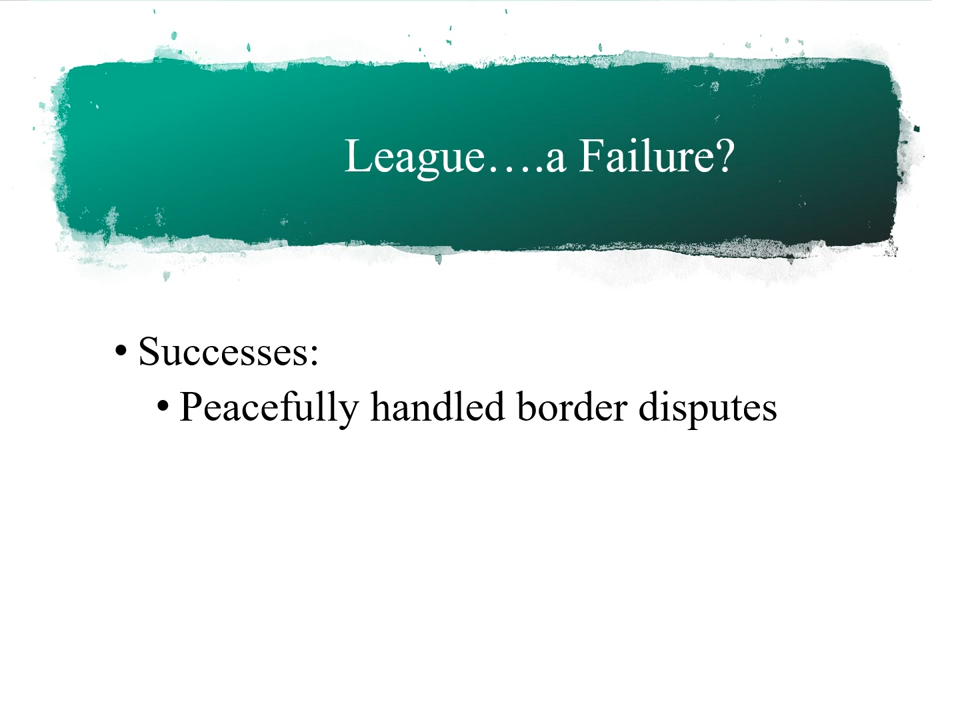 League….a Failure?
• Successes:
• Peacefully handled border disputes